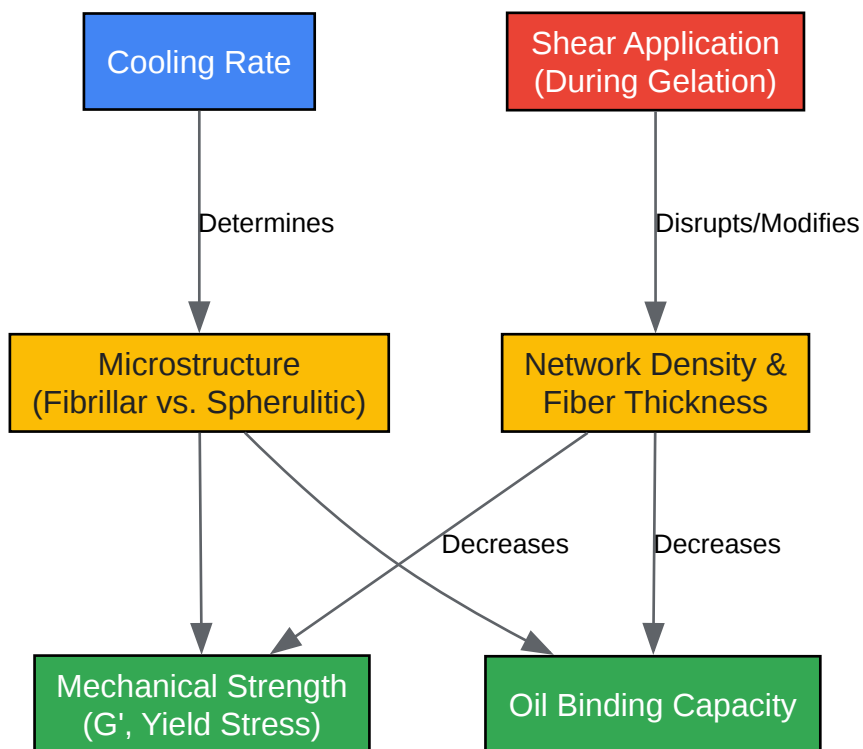 Cooling Rate
Shear Application
(During Gelation)
Determines
Disrupts/Modifies
Microstructure
(Fibrillar vs. Spherulitic)
Network Density &
Fiber Thickness
Decreases
Decreases
Mechanical Strength
(G', Yield Stress)
Oil Binding Capacity